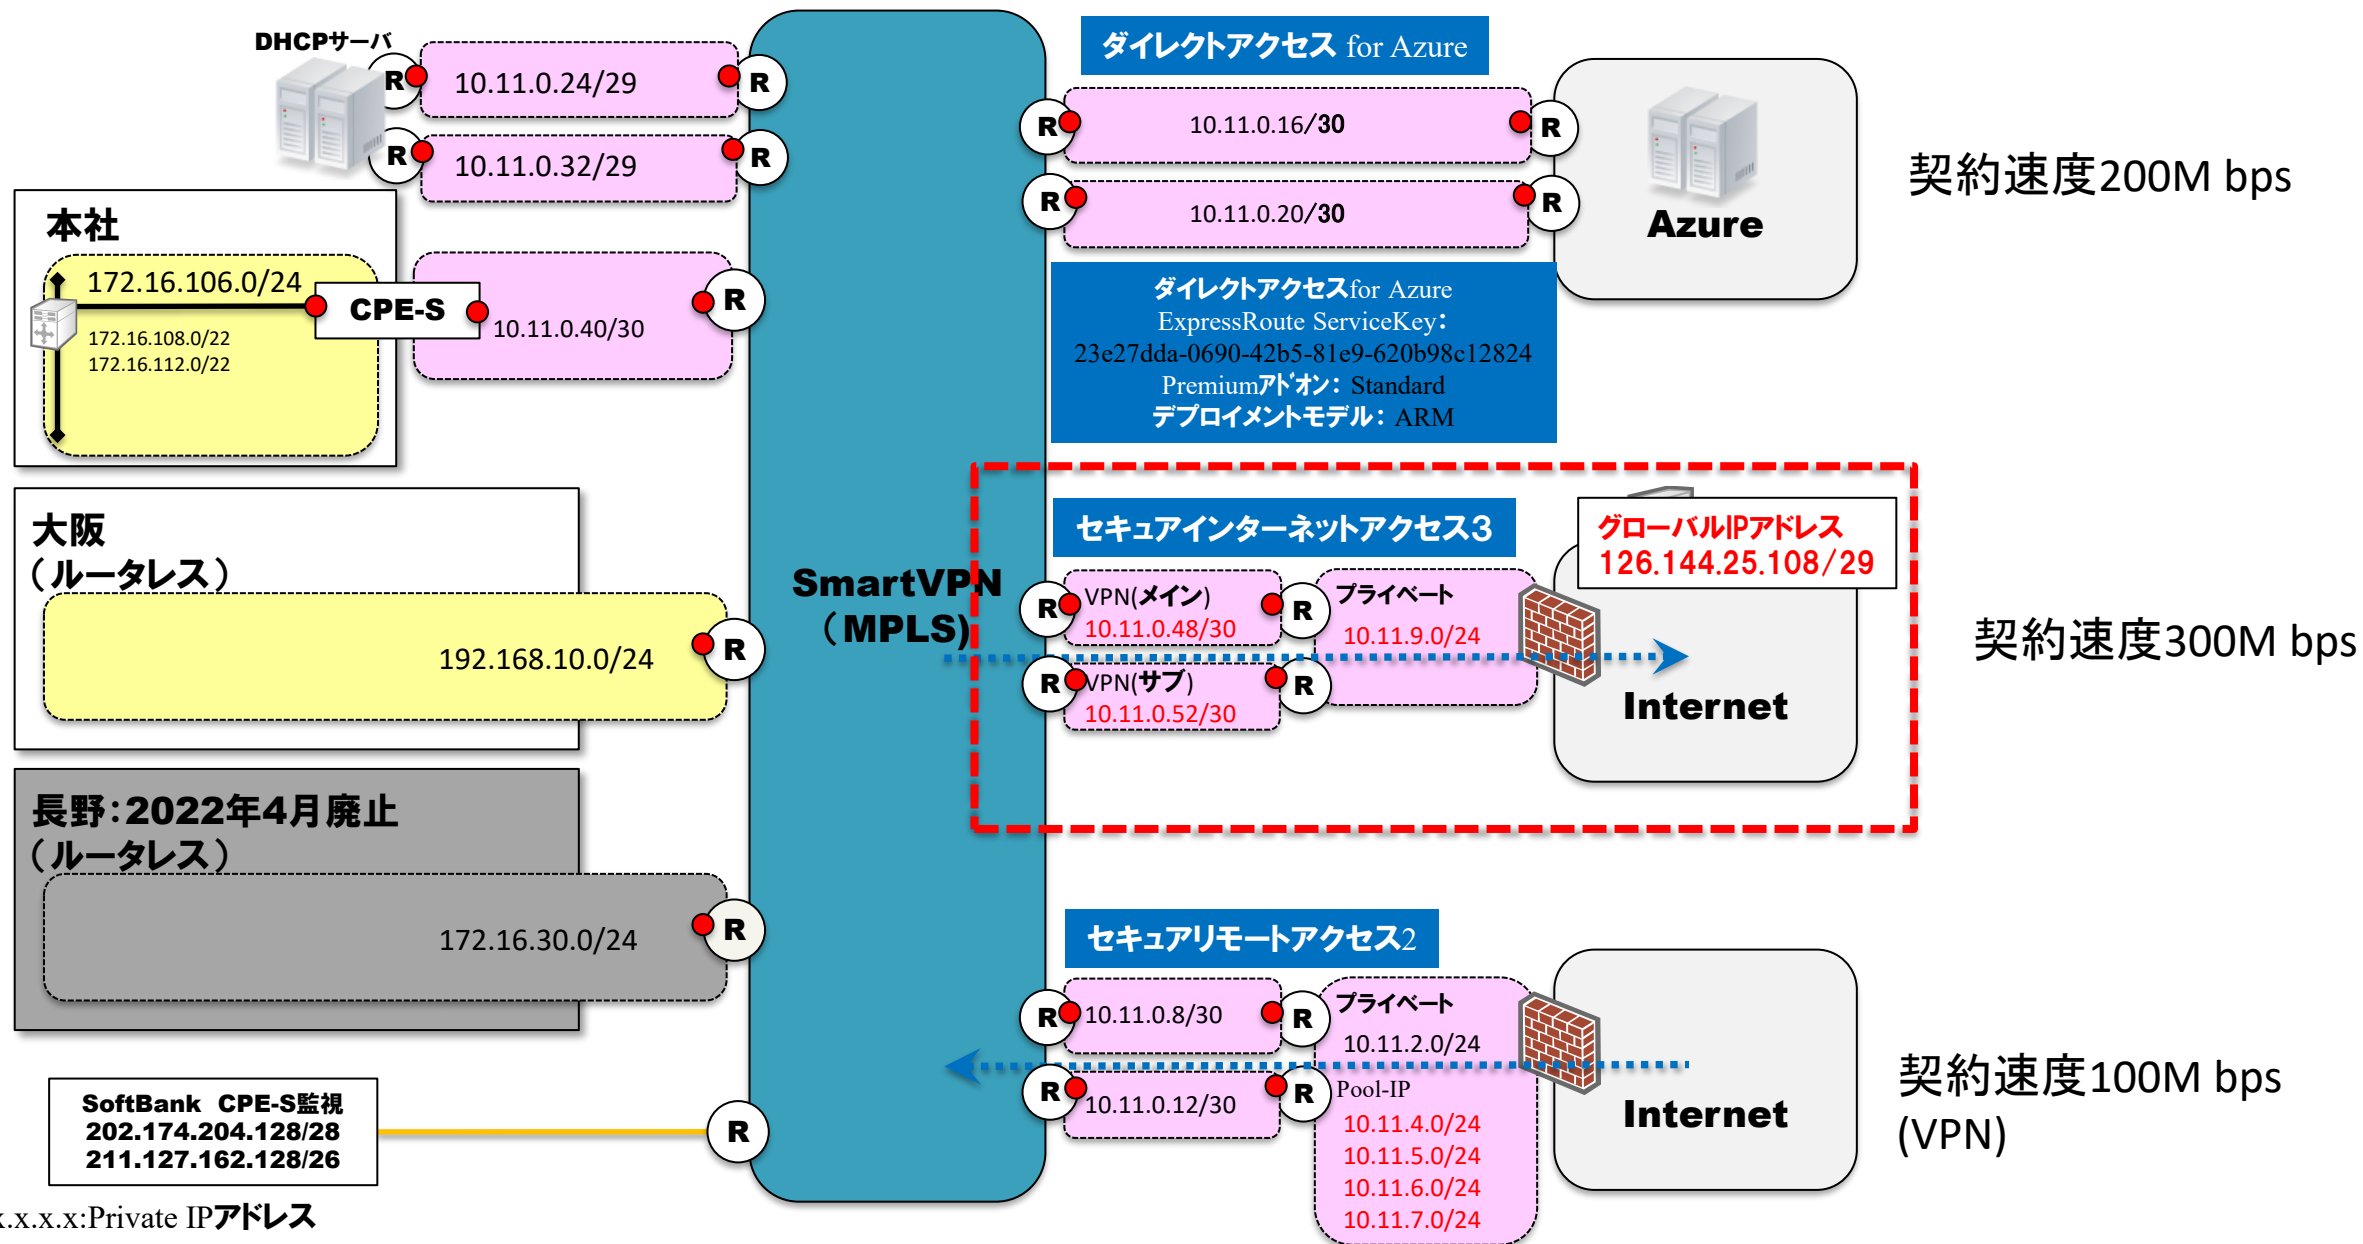 DHCPサーバ
R
10.11.0.24/29
R
R
10.11.0.32/29
R
本社
172.16.106.0/24
CPE-S
172.16.108.0/22
172.16.112.0/22
10.11.0.40/30
R
大阪
（ルータレス）
192.168.10.0/24
R
長野：2022年4月廃止
（ルータレス）
172.16.30.0/24
R
SoftBank CPE-S監視
202.174.204.128/28
211.127.162.128/26
R
x.x.x.x:Private IPアドレス
SmartVPN
（MPLS)
ダイレクトアクセス for Azure
R
10.11.0.16/30
R
R
10.11.0.20/30
R
Azure
契約速度200M bps
ダイレクトアクセスfor Azure
ExpressRoute ServiceKey：
23e27dda-0690-42b5-81e9-620b98c12824
Premiumアドオン： Standard
デプロイメントモデル： ARM
セキュアインターネットアクセス３
グローバルIPアドレス
126.144.25.108/29
R
VPN(メイン)
10.11.0.48/30
R
プライベート
10.11.9.0/24
R
VPN(サブ)
10.11.0.52/30
R
Internet
契約速度300M bps
セキュアリモートアクセス2
R
10.11.0.8/30
R
プライベート
10.11.2.0/24
R
10.11.0.12/30
R
Pool-IP
10.11.4.0/24
10.11.5.0/24
10.11.6.0/24
10.11.7.0/24
Internet
契約速度100M bps
(VPN)